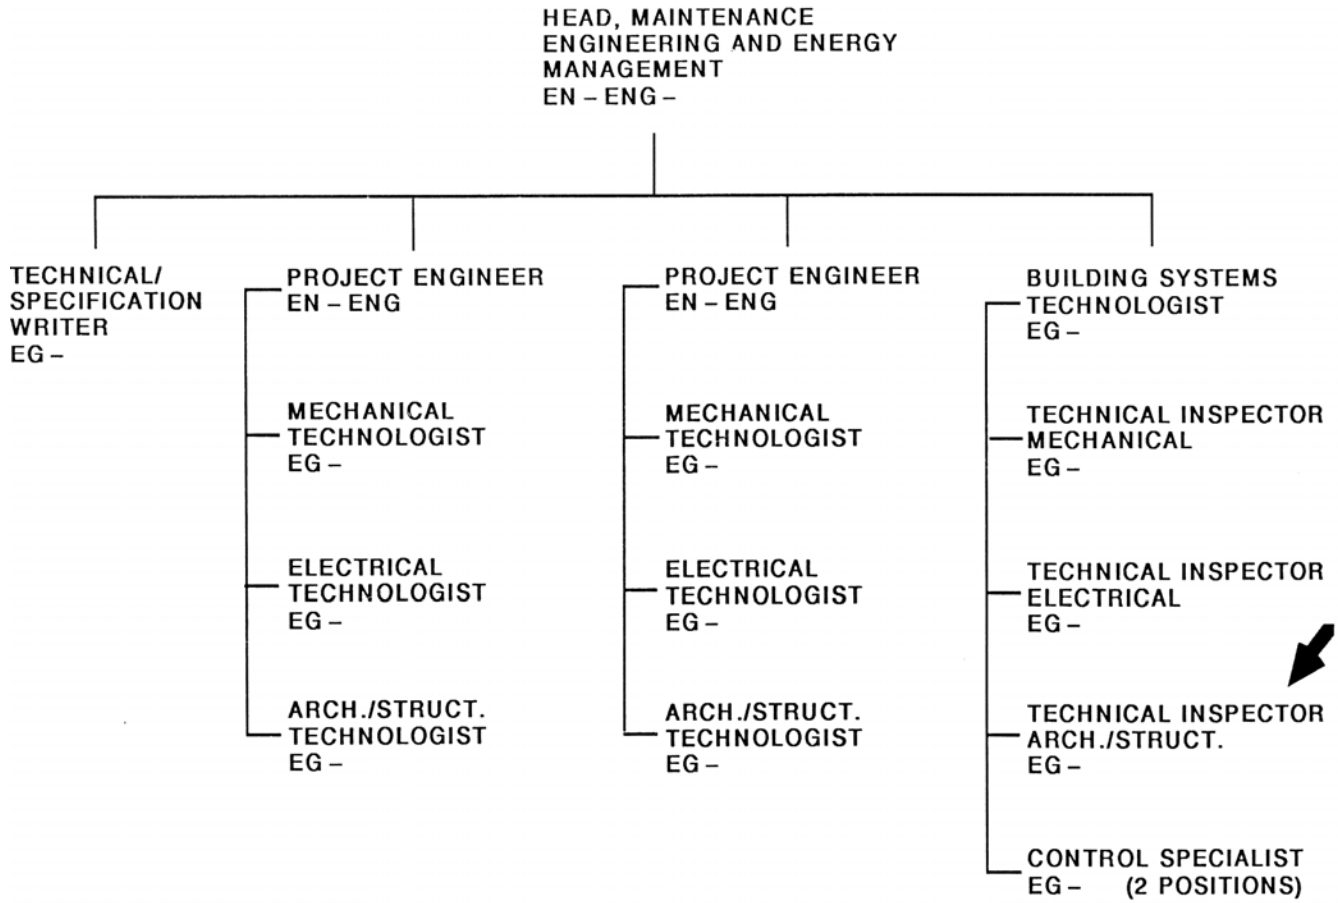 HEAD, MAINTENANCE
ENGINEERING AND ENERGY
MANAGEMENT
EN – ENG –
TECHNICAL/
SPECIFICATION
WRITER
EG –
PROJECT ENGINEER
EN – ENG
MECHANICAL
TECHNOLOGIST
EG –
ELECTRICAL
TECHNOLOGIST
EG –
ARCH./STRUCT.
TECHNOLOGIST
EG –
PROJECT ENGINEER
EN – ENG
MECHANICAL
TECHNOLOGIST
EG –
ELECTRICAL
TECHNOLOGIST
EG –
ARCH./STRUCT.
TECHNOLOGIST
EG –
BUILDING SYSTEMS
TECHNOLOGIST
EG –
TECHNICAL INSPECTOR
MECHANICAL
EG –
TECHNICAL INSPECTOR
ELECTRICAL
EG –
TECHNICAL INSPECTOR
ARCH./STRUCT.
EG –
CONTROL SPECIALIST
EG – (2 POSITIONS)